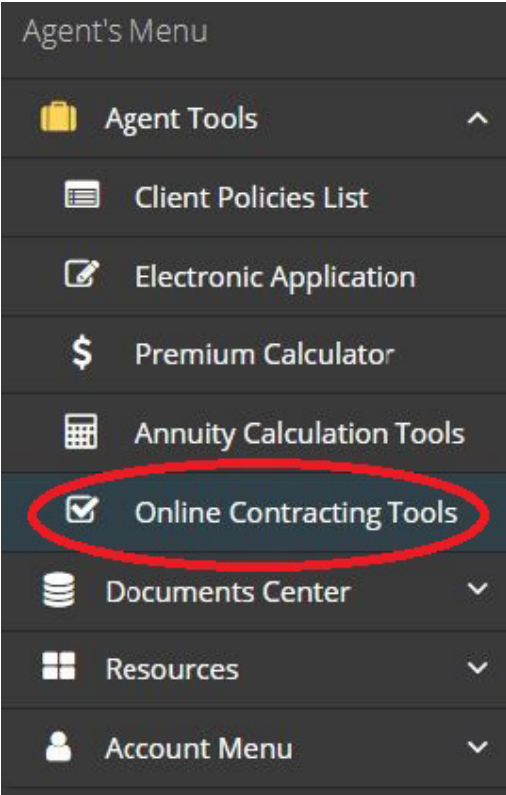 Agent's Menu
Agent Tools
Client Policies List
Electronic Application
Premium Calculator
Annuity Calculation Tools
Online Contracting Tools
Documents Center
Resources
Account Menu